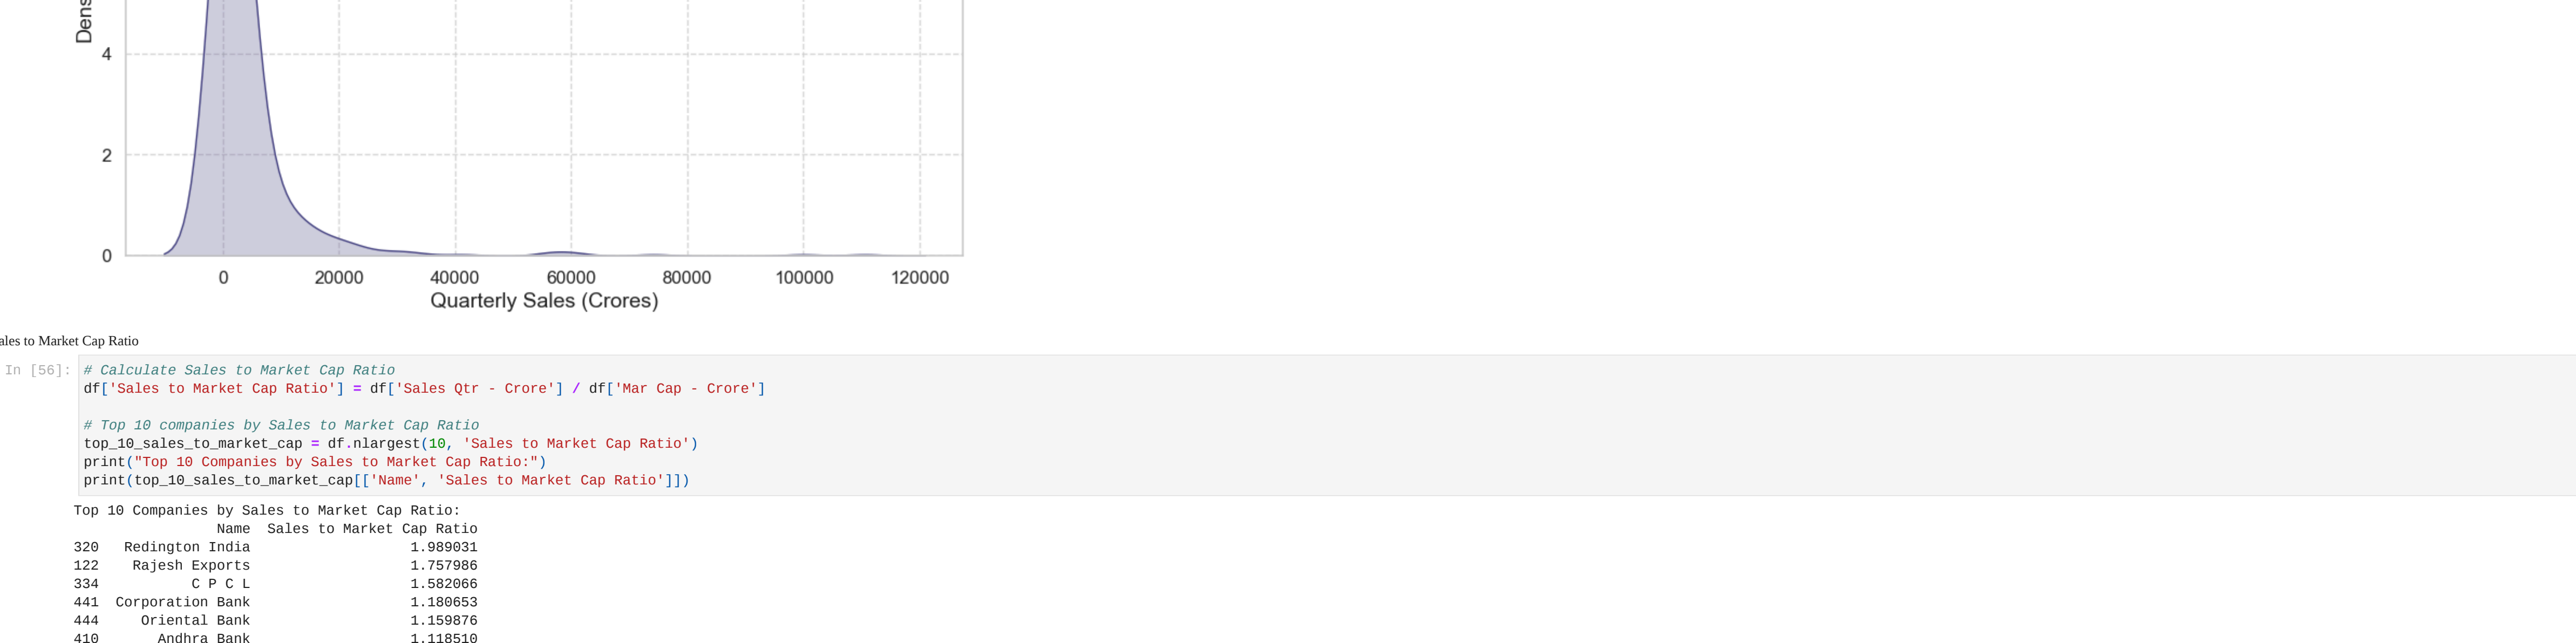 Dens
4
2
0
0 20000 40000 60000 80000 100000 120000
Quarterly Sales (Crores)
ales to Market Cap Ratio
In [56]:
# Calculate Sales to Market Cap Ratio
df['Sales to Market Cap Ratio'] = df['Sales Qtr - Crore'] / df['Mar Cap - Crore']
# Top 10 companies by Sales to Market Cap Ratio
top_10_sales_to_market_cap = df.nlargest(10, 'Sales to Market Cap Ratio')
print("Top 10 Companies by Sales to Market Cap Ratio:")
print(top_10_sales_to_market_cap[['Name', 'Sales to Market Cap Ratio']])
Top 10 Companies by Sales to Market Cap Ratio:
Name Sales to Market Cap Ratio
320 Redington India 1.989031
122 Rajesh Exports 1.757986
334 C P C L 1.582066
441 Corporation Bank 1.180653
444 Oriental Bank 1.159876
410 Andhra Bank 1.118510